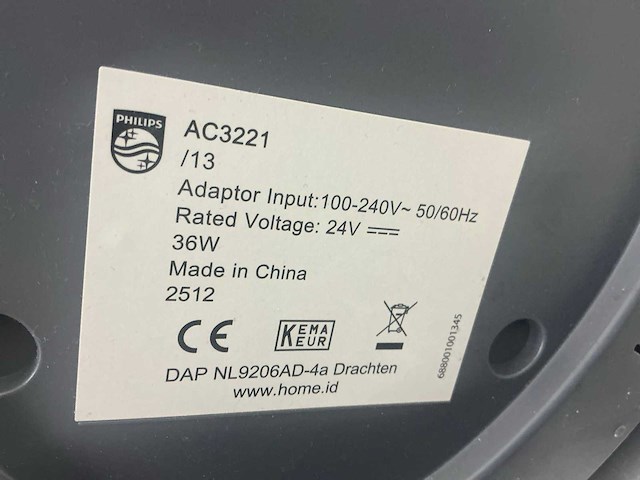 PHILIPS
AC3221
/13
Adaptor Input:100-240V~ 50/60Hz
Rated Voltage: 24V ⎓
36W
Made in China
2512
CE
KEMA
EUR
DAP NL9206AD-4a Drachten
www.home.id
688001001345